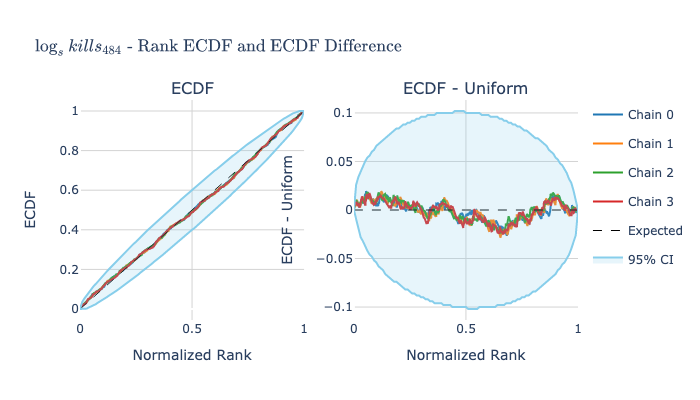 log_s kills_484 - Rank ECDF and ECDF Difference
ECDF
ECDF - Uniform
1
0.8
0.6
0.4
0.2
0
0
0.5
1
ECDF
Normalized Rank
0.1
0.05
0
−0.05
−0.1
0
0.5
1
ECDF - Uniform
Normalized Rank
Chain 0
Chain 1
Chain 2
Chain 3
Expected
95% CI